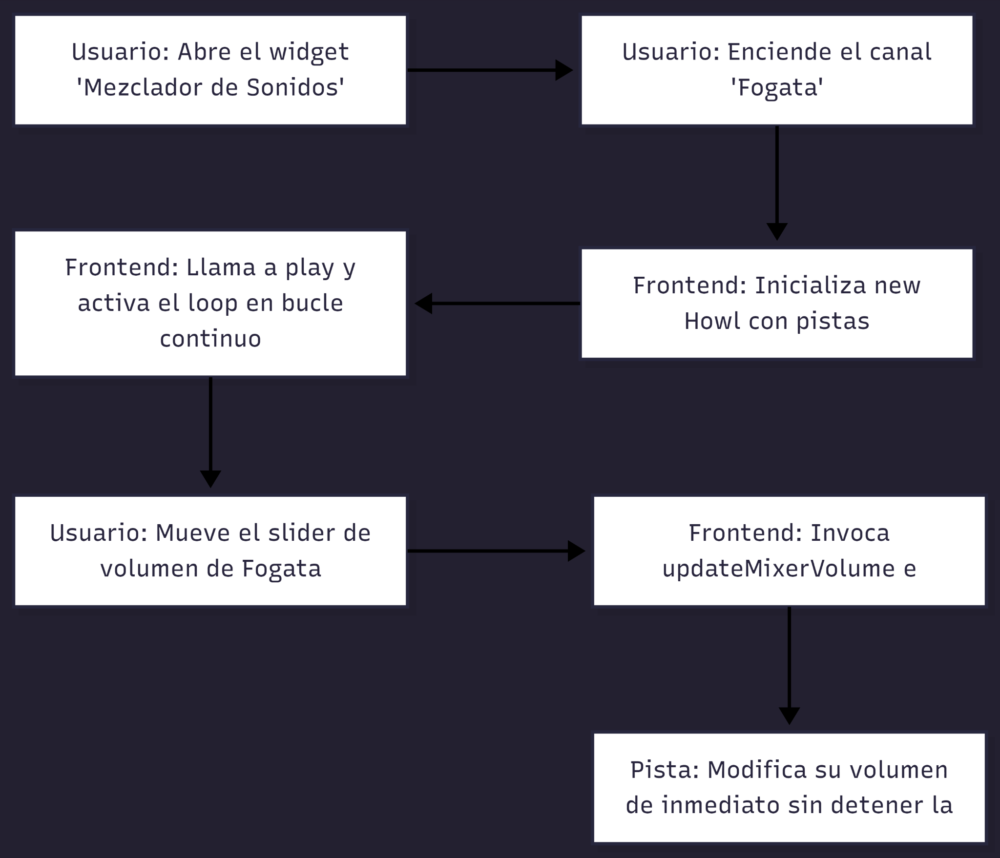 Usuario: Abre el widget
'Mezclador de Sonidos'
Usuario: Enciende el canal
'Fogata'
Frontend: Inicializa new
Howl con pistas
Frontend: Llama a play y
activa el loop en bucle
continuo
Usuario: Mueve el slider de
volumen de Fogata
Frontend: Invoca
updateMixerVolume e
Pista: Modifica su volumen
de inmediato sin detener la